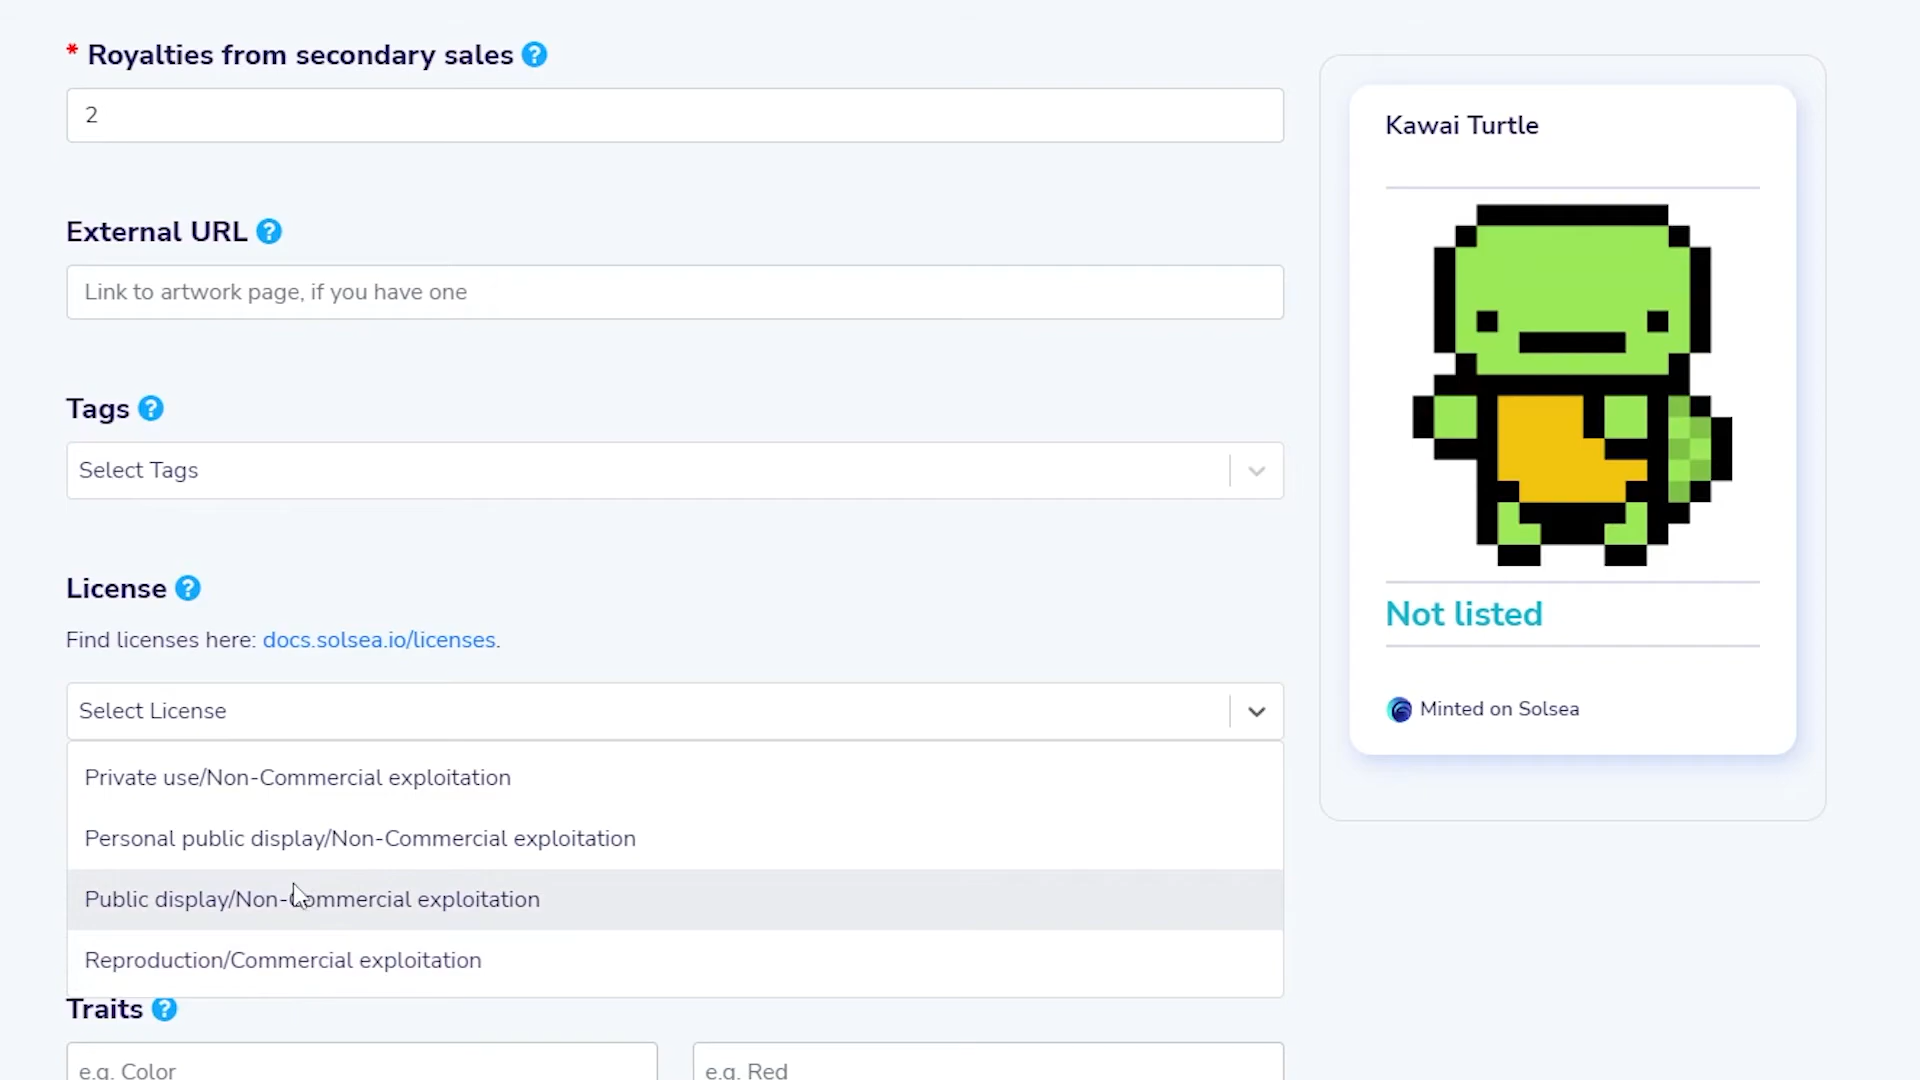 * Royalties from secondary sales ?
2
External URL ?
Link to artwork page, if you have one
Tags ?
Select Tags
License ?
Find licenses here: docs.solsea.io/licenses.
Select License
Private use/Non-Commercial exploitation
Personal public display/Non-Commercial exploitation
Public display/Non-Commercial exploitation
Reproduction/Commercial exploitation
Traits ?
e.g. Color
e.g. Red
Kawai Turtle
Not listed
Minted on Solsea